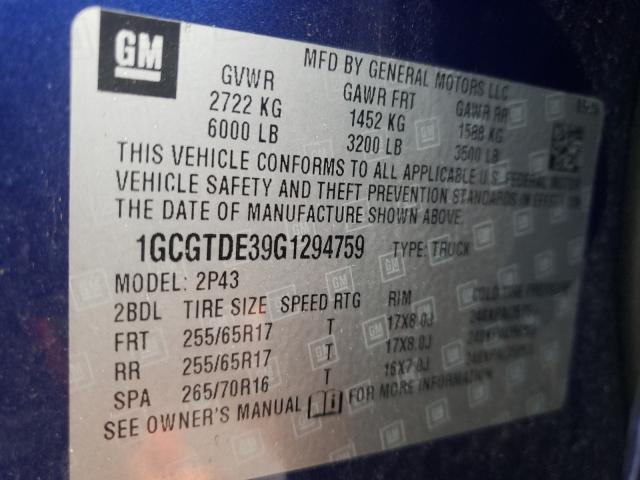 GM
MFD BY GENERAL MOTORS LLC
GVWR GAWR FRT GAWR RR
2722 KG 1452 KG 1588 KG
6000 LB 3200 LB 3500 LB
THIS VEHICLE CONFORMS TO ALL APPLICABLE U.S. FEDERAL MOTOR
VEHICLE SAFETY AND THEFT PREVENTION STANDARDS IN EFFECT ON
THE DATE OF MANUFACTURE SHOWN ABOVE.
1GCGTDE39G1294759 TYPE: TRUCK
MODEL: 2P43
2BDL TIRE SIZE SPEED RTG RIM COLD TIRE PRESSURE
FRT 255/65R17 T 17X8.0J
RR 255/65R17 T 17X8.0J
SPA 265/70R16 T 16X7.0J
SEE OWNER'S MANUAL FOR MORE INFORMATION